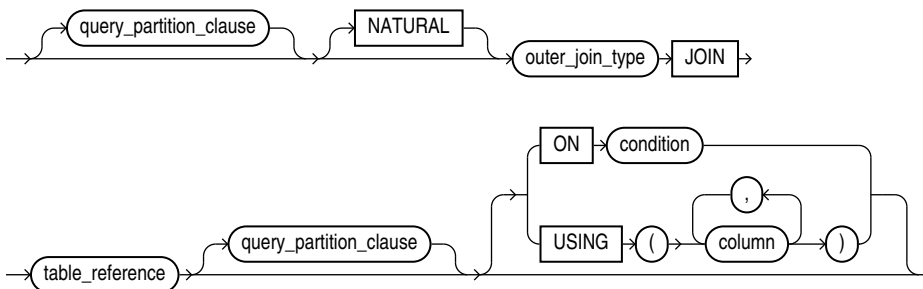 query_partition_clause NATURAL
outer_join_type JOIN
ON condition
,
USING ( column )
query_partition_clause
table_reference